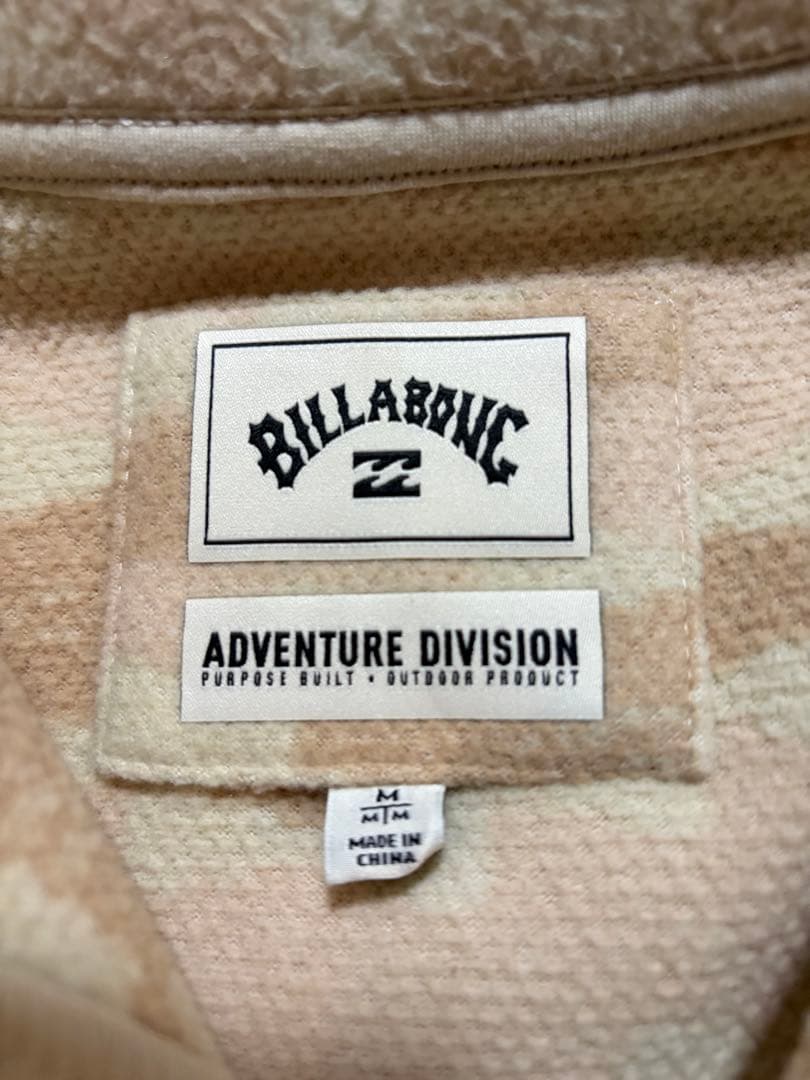 BILLABONG
ADVENTURE DIVISION
PURPOSE BUILT • OUTDOOR PRODUCT
M
M M
MADE IN
CHINA